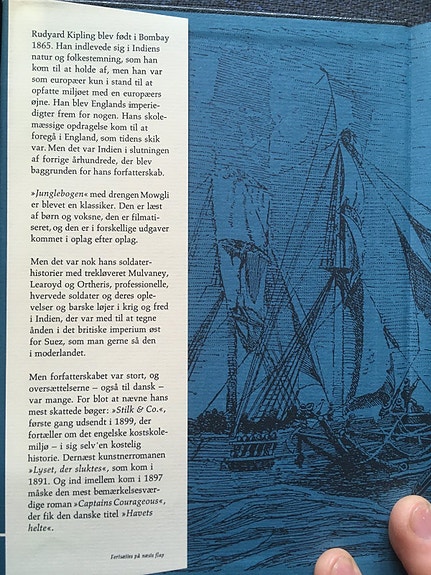 Rudyard Kipling blev født i Bombay
1865. Han indlevede sig i Indiens
natur og folkestemning, som han
kom til at holde af, men han var
som europæer kun i stand til at
opfatte miljøet med en europæers
øjne. Han blev Englands imperie-
digter frem for nogen. Hans skole-
mæssige opdragelse kom til at
foregå i England, som tidens skik
var. Men det var Indien i slutningen
af forrige århundrede, der blev
baggrunden for hans forfatterskab.
»Junglebogen« med drengen Mowgli
er blevet en klassiker. Den er læst
af børn og voksne, den er filmati-
seret, og den er i forskellige udgaver
kommet i oplag efter oplag.
Men det var nok hans soldater-
historier med trekløveret Mulvaney,
Learoyd og Ortheris, professionelle,
hvervede soldater og deres ople-
velser og barske løjer i krig og fred
i Indien, der var med til at tegne
ånden i det britiske imperium øst
for Suez, som man gerne så den
i moderlandet.
Men forfatterskabet var stort, og
oversættelserne – også til dansk –
var mange. For blot at nævne hans
mest skattede bøger: »Stilk & Co.«,
første gang udsendt i 1899, der
fortæller om det engelske kostskole-
miljø – i sig selv en kostelig
historie. Dernæst kunstnerromanen
»Lyset, der sluktes«, som kom i
1891. Og ind imellem kom i 1897
måske den mest bemærkelsesvær-
dige roman »Captains Courageous«,
der fik den danske titel »Havets
helte«.
Fortsættes på næste flap